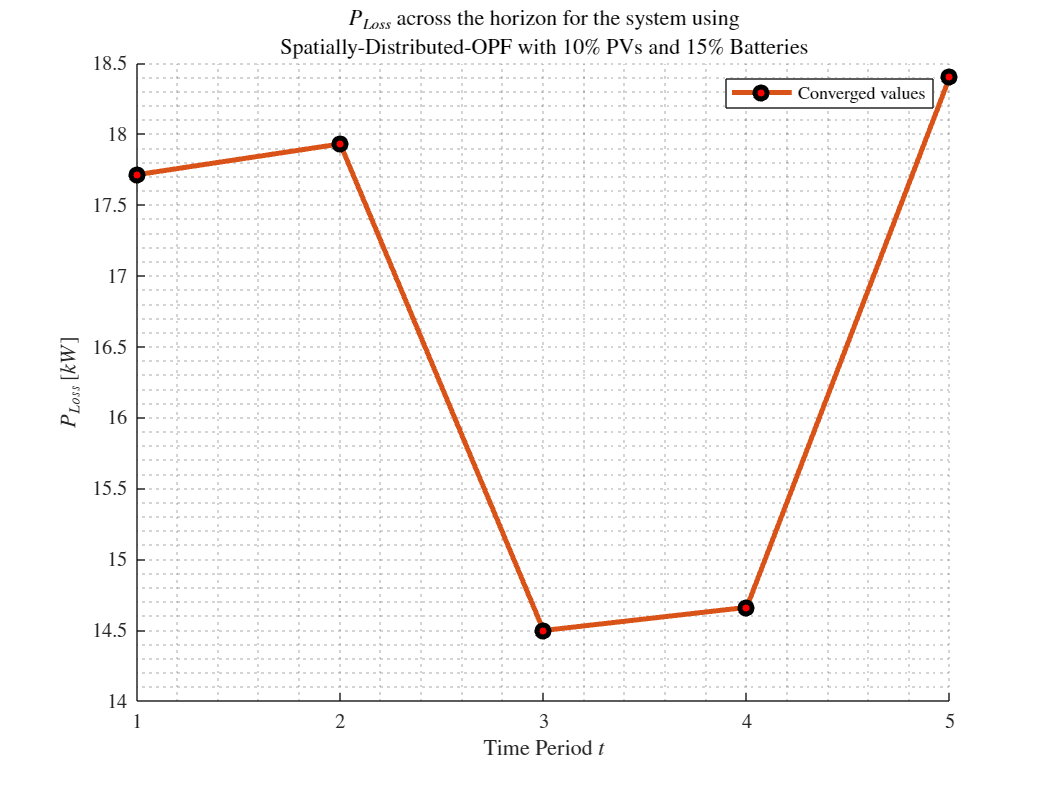 P_Loss across the horizon for the system using
Spatially-Distributed-OPF with 10% PVs and 15% Batteries
Converged values
18.5
18
17.5
17
16.5
16
15.5
15
14.5
14
P_Loss [kW]
1 2 3 4 5
Time Period t